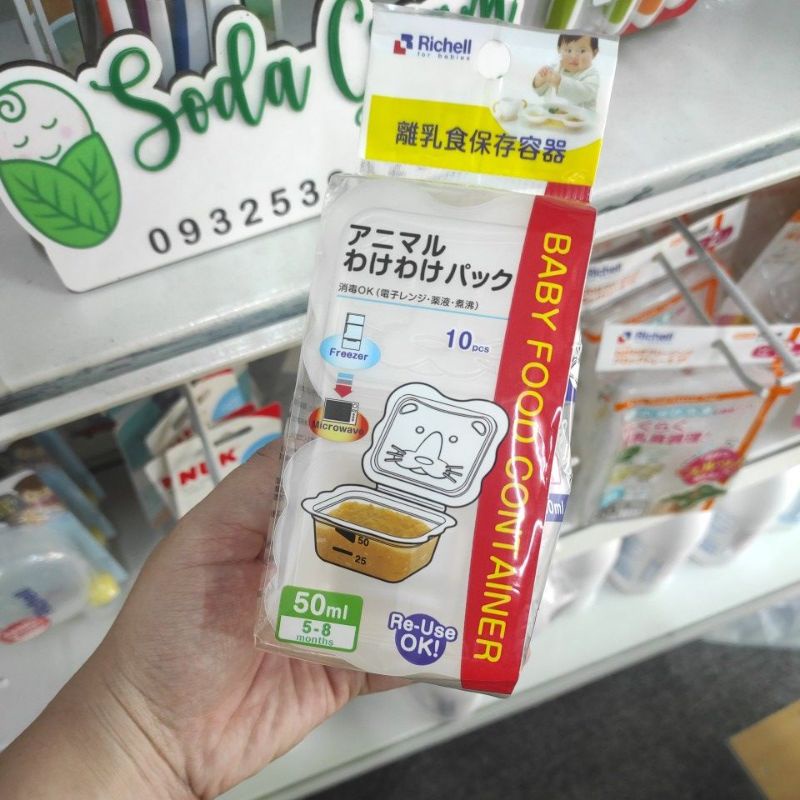 Soda
093253
Richell
for babies
離乳食保存容器
アニマル
わけわけパック
消毒OK(電子レンジ・薬液・煮沸)
10pcs
Freezer
Microwave
50
25
50ml
5-8
months
Re-Use
OK!
BABY FOOD CONTAINER
NUK
Richell
Richell